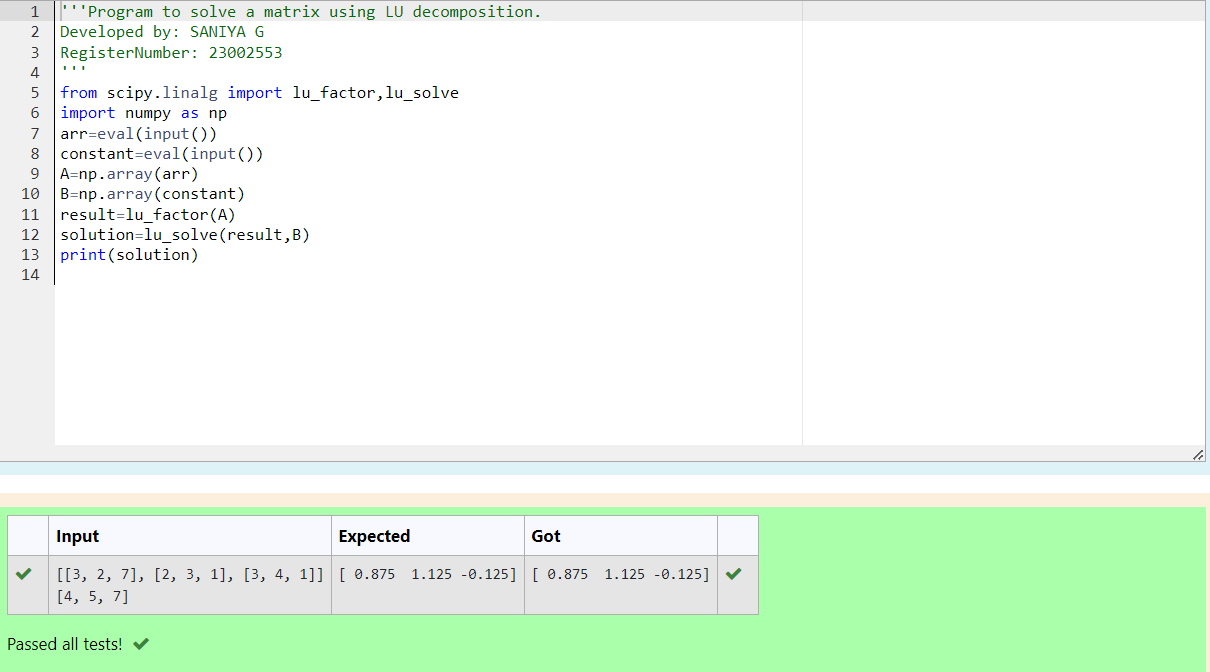 1 '''Program to solve a matrix using LU decomposition.
2 Developed by: SANIYA G
3 RegisterNumber: 23002553
4 '''
5 from scipy.linalg import lu_factor,lu_solve
6 import numpy as np
7 arr=eval(input())
8 constant=eval(input())
9 A=np.array(arr)
10 B=np.array(constant)
11 result=lu_factor(A)
12 solution=lu_solve(result,B)
13 print(solution)
14
Input Expected Got
[[3, 2, 7], [2, 3, 1], [3, 4, 1]] [ 0.875  1.125 -0.125] [ 0.875  1.125 -0.125]
[4, 5, 7]
Passed all tests!